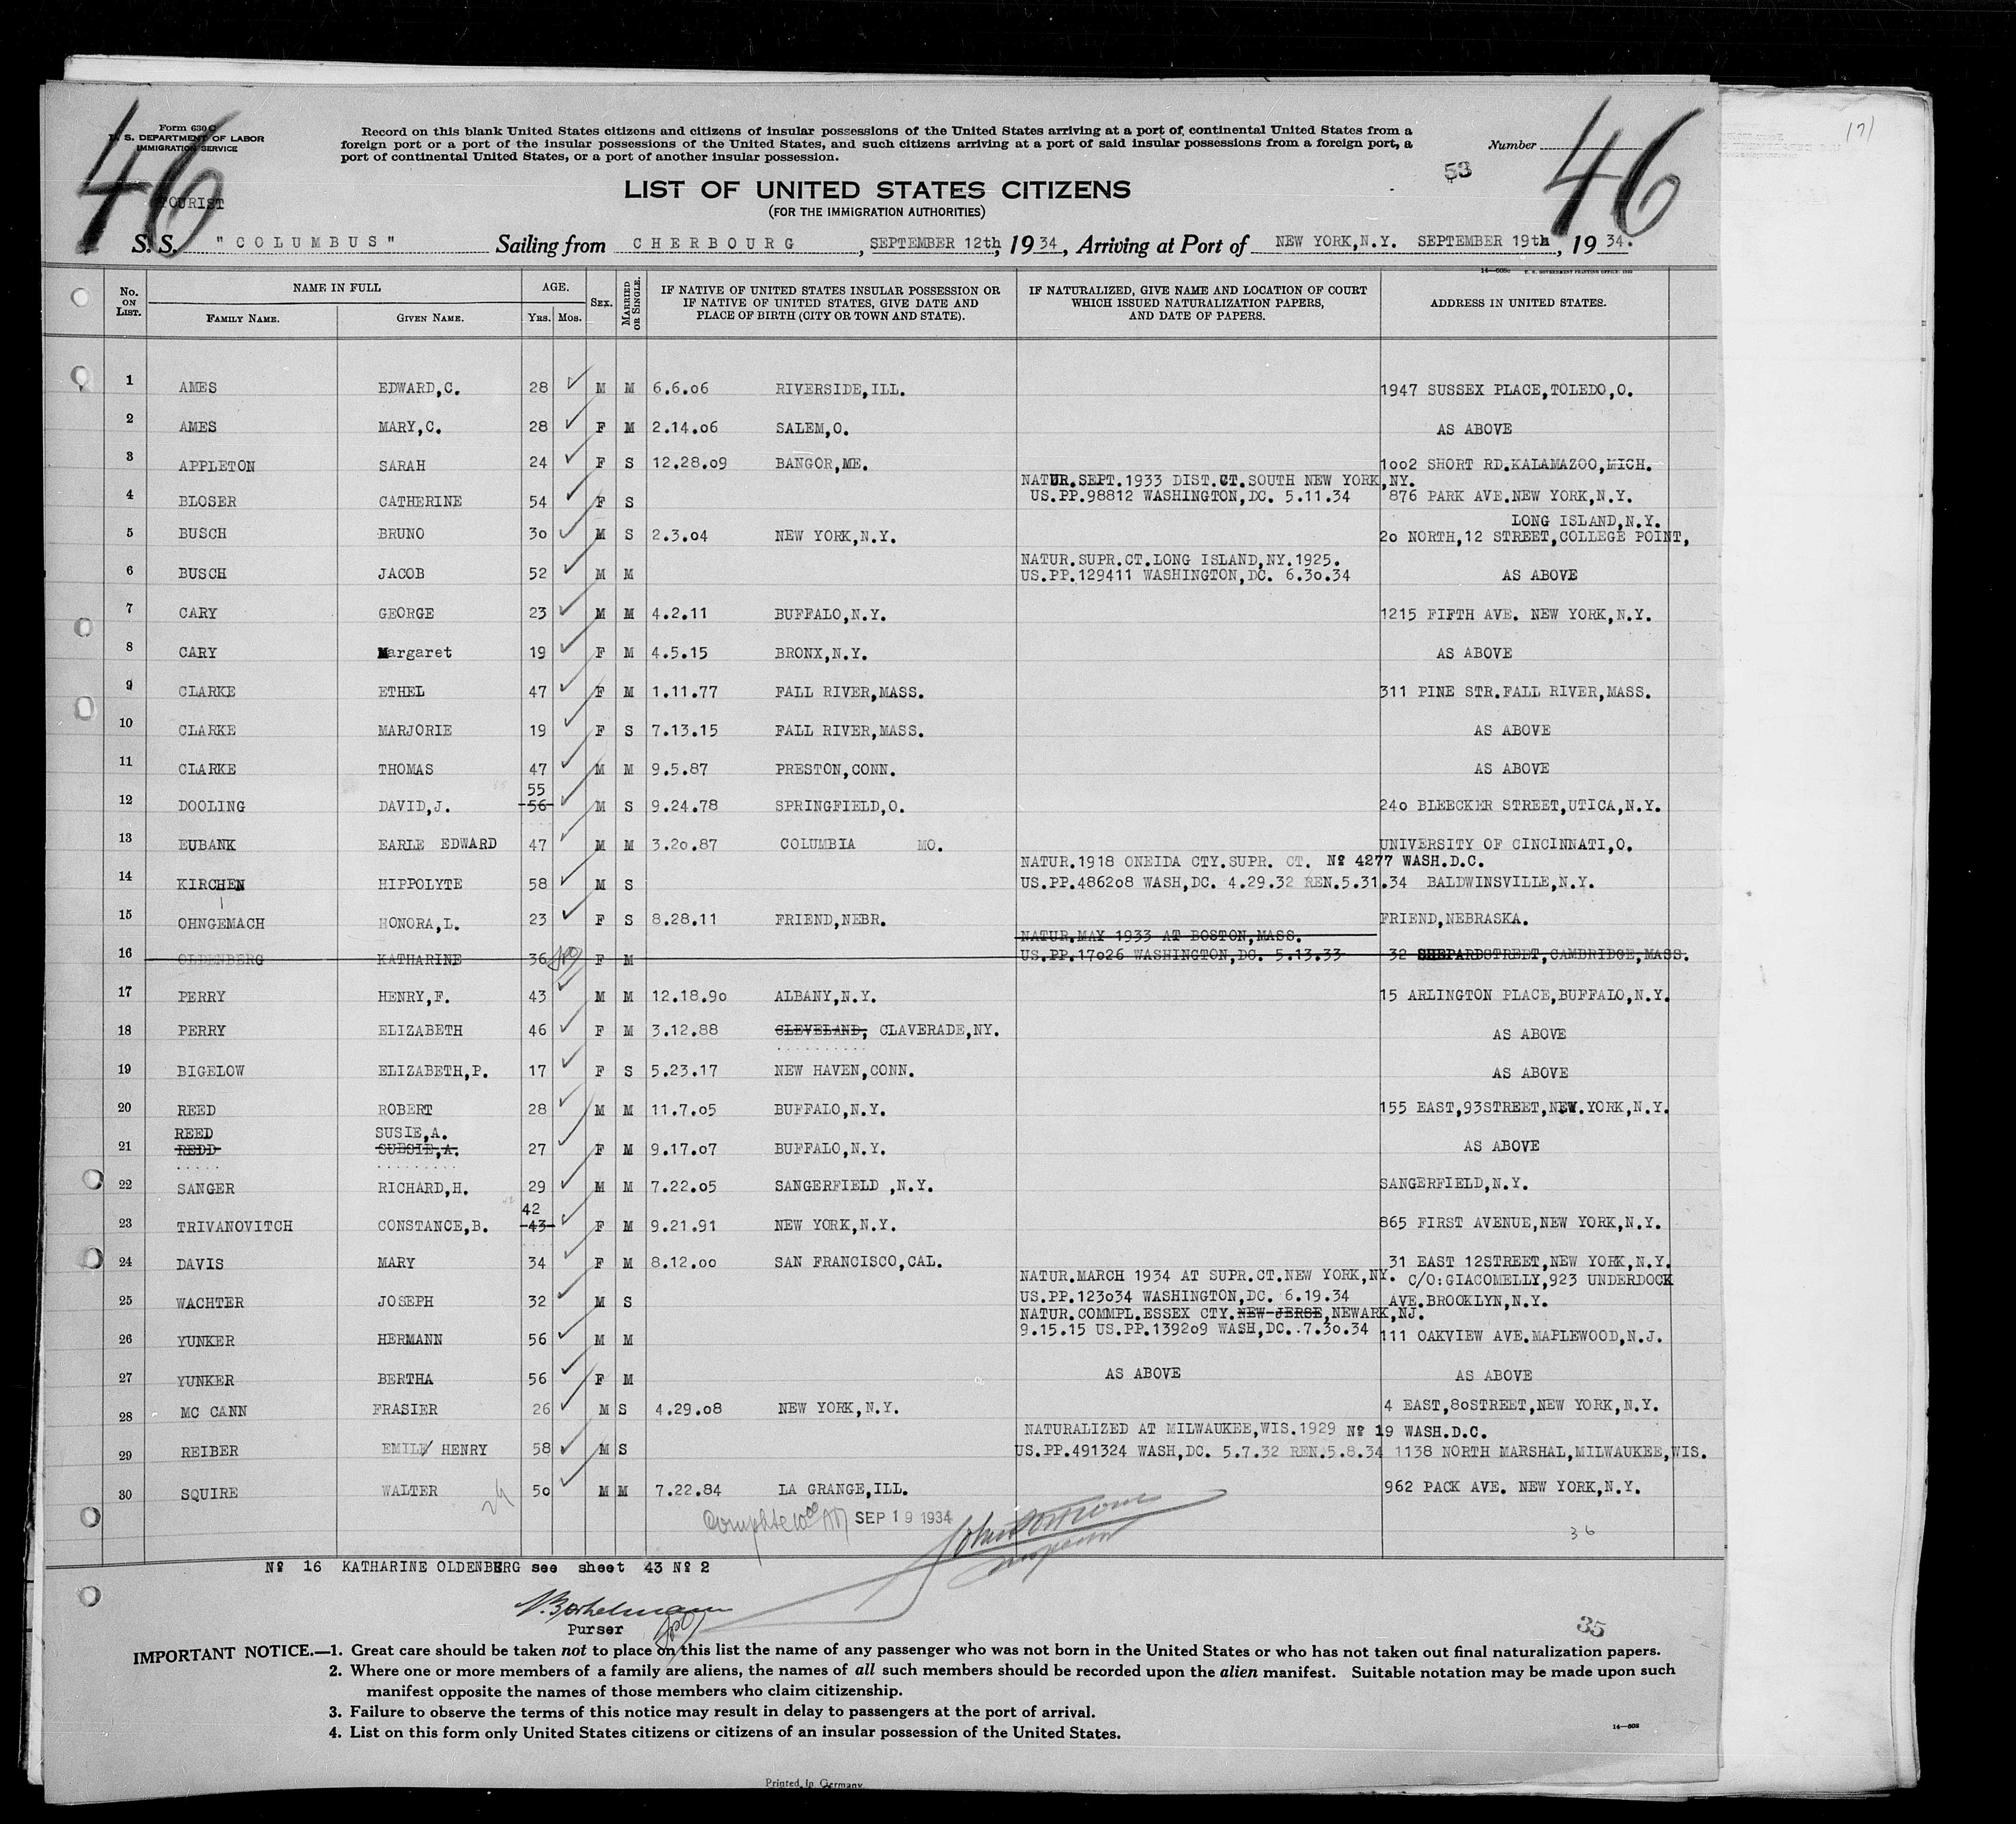 46
46
Form 630 C
U. S. DEPARTMENT OF LABOR
IMMIGRATION SERVICE
Record on this blank United States citizens and citizens of insular possessions of the United States arriving at a port of continental United States from a
foreign port or a port of the insular possessions of the United States, and such citizens arriving at a port of said insular possessions from a foreign port, a
port of continental United States, or a port of another insular possession.
Number
53
171
LIST OF UNITED STATES CITIZENS
(FOR THE IMMIGRATION AUTHORITIES)
TOURIST
S. S. "COLUMBUS" Sailing from CHERBOURG, SEPTEMBER 12th, 1934, Arriving at Port of NEW YORK,N.Y. SEPTEMBER 19th, 1934.
14—608c U. S. GOVERNMENT PRINTING OFFICE: 1932
No. ON LIST. NAME IN FULL AGE. SEX. MARRIED OR SINGLE. IF NATIVE OF UNITED STATES INSULAR POSSESSION OR IF NATIVE OF UNITED STATES, GIVE DATE AND PLACE OF BIRTH (CITY OR TOWN AND STATE). IF NATURALIZED, GIVE NAME AND LOCATION OF COURT WHICH ISSUED NATURALIZATION PAPERS, AND DATE OF PAPERS. ADDRESS IN UNITED STATES.
FAMILY NAME. GIVEN NAME. YRS. MOS.
1 AMES EDWARD,C. 28 M M 6.6.06 RIVERSIDE,ILL. 1947 SUSSEX PLACE,TOLEDO,O.
2 AMES MARY,C. 28 F M 2.14.06 SALEM,O. AS ABOVE
3 APPLETON SARAH 24 F S 12.28.09 BANGOR,ME. 1002 SHORT RD.KALAMAZOO,MICH.
NATUR.SEPT.1933 DIST.CT.SOUTH NEW YORK,NY.
4 BLOSER CATHERINE 54 F S US.PP.98812 WASHINGTON,DC. 5.11.34 876 PARK AVE.NEW YORK,N.Y.
LONG ISLAND,N.Y.
5 BUSCH BRUNO 30 M S 2.3.04 NEW YORK,N.Y. 20 NORTH,12 STREET,COLLEGE POINT,
NATUR.SUPR.CT.LONG ISLAND,NY.1925.
6 BUSCH JACOB 52 M M US.PP.129411 WASHINGTON,DC. 6.30.34 AS ABOVE
7 CARY GEORGE 23 M M 4.2.11 BUFFALO,N.Y. 1215 FIFTH AVE. NEW YORK,N.Y.
8 CARY Margaret 19 F M 4.5.15 BRONX,N.Y. AS ABOVE
9 CLARKE ETHEL 47 F M 1.11.77 FALL RIVER,MASS. 311 PINE STR.FALL RIVER,MASS.
10 CLARKE MARJORIE 19 F S 7.13.15 FALL RIVER,MASS. AS ABOVE
11 CLARKE THOMAS 47 M M 9.5.87 PRESTON,CONN. AS ABOVE
55
12 DOOLING DAVID,J. 56 M S 9.24.78 SPRINGFIELD,O. 240 BLEECKER STREET,UTICA,N.Y.
13 EUBANK EARLE EDWARD 47 M M 3.20.87 COLUMBIA MO. UNIVERSITY OF CINCINNATI,O.
NATUR.1918 ONEIDA CTY.SUPR. CT. Nº 4277 WASH.D.C.
14 KIRCHEN HIPPOLYTE 58 M S US.PP.486208 WASH,DC. 4.29.32 REN.5.31.34 BALDWINSVILLE,N.Y.
15 OHNGEMACH HONORA,L. 23 F S 8.28.11 FRIEND,NEBR. FRIEND,NEBRASKA.
NATUR.MAY 1933 AT BOSTON,MASS.
16 OLDENBERG KATHARINE 36 F M US.PP.17026 WASHINGTON,DC. 5.13.33 32 SHEPARDSTREET,CAMBRIDGE,MASS.
17 PERRY HENRY,F. 43 M M 12.18.90 ALBANY,N.Y. 15 ARLINGTON PLACE,BUFFALO,N.Y.
18 PERRY ELIZABETH 46 F M 3.12.88 CLEVELAND, CLAVERADE,NY. AS ABOVE
19 BIGELOW ELIZABETH,P. 17 F S 5.23.17 NEW HAVEN,CONN. AS ABOVE
20 REED ROBERT 28 M M 11.7.05 BUFFALO,N.Y. 155 EAST,93STREET,NEW.YORK,N.Y.
REED SUSIE,A.
21 REDD SUBSIE,A. 27 F M 9.17.07 BUFFALO,N.Y. AS ABOVE
22 SANGER RICHARD,H. 29 M M 7.22.05 SANGERFIELD ,N.Y. SANGERFIELD,N.Y.
42
23 TRIVANOVITCH CONSTANCE,B. 43 F M 9.21.91 NEW YORK,N.Y. 865 FIRST AVENUE,NEW YORK,N.Y.
24 DAVIS MARY 34 F M 8.12.00 SAN FRANCISCO,CAL. 31 EAST 12STREET,NEW YORK,N.Y.
NATUR.MARCH 1934 AT SUPR.CT.NEW YORK,NY. C/O:GIACOMELLY,923 UNDERDOCK
25 WACHTER JOSEPH 32 M S US.PP.123034 WASHINGTON,DC. 6.19.34 AVE.BROOKLYN,N.Y.
NATUR.COMMPL.ESSEX CTY.NEW JERSE,NEWARK,NJ.
26 YUNKER HERMANN 56 M M 9.15.15 US.PP.139209 WASH,DC..7.30.34 111 OAKVIEW AVE.MAPLEWOOD,N.J.
27 YUNKER BERTHA 56 F M AS ABOVE AS ABOVE
28 MC CANN FRASIER 26 M S 4.29.08 NEW YORK,N.Y. 4 EAST,80STREET,NEW YORK,N.Y.
NATURALIZED AT MILWAUKEE,WIS.1929 Nº 19 WASH.D.C.
29 REIBER EMIL HENRY 58 M S US.PP.491324 WASH,DC. 5.7.32 REN.5.8.34 1138 NORTH MARSHAL,MILWAUKEE,WIS.
30 SQUIRE WALTER 50 M M 7.22.84 LA GRANGE,ILL. 962 PACK AVE. NEW YORK,N.Y.
SEP 19 1934
36
Nº 16 KATHARINE OLDENBERG see sheet 43 Nº 2
Purser
35
IMPORTANT NOTICE.—1. Great care should be taken not to place on this list the name of any passenger who was not born in the United States or who has not taken out final naturalization papers.
2. Where one or more members of a family are aliens, the names of all such members should be recorded upon the alien manifest. Suitable notation may be made upon such
manifest opposite the names of those members who claim citizenship.
3. Failure to observe the terms of this notice may result in delay to passengers at the port of arrival.
4. List on this form only United States citizens or citizens of an insular possession of the United States.
14—608
Printed in Germany